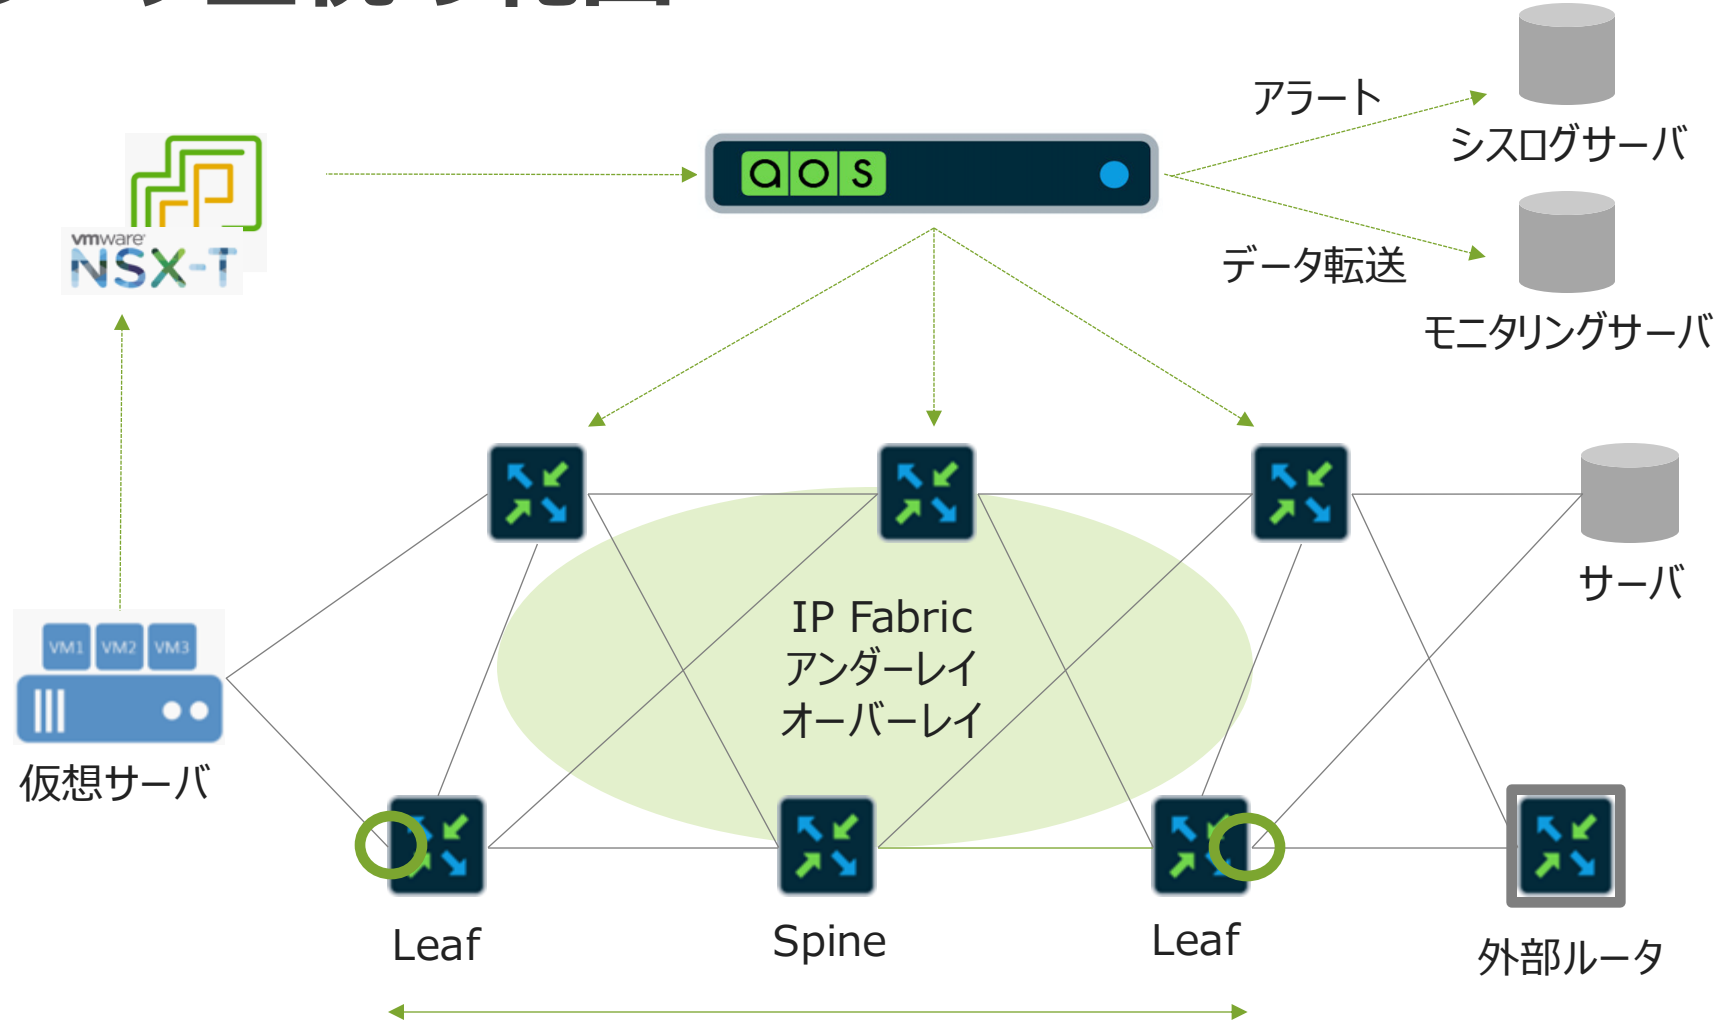 アラート
シスログサーバ
aos
vmware
NSX-T
データ転送
モニタリングサーバ
サーバ
IP Fabric
アンダーレイ
オーバーレイ
VM1 VM2 VM3
仮想サーバ
Leaf
Spine
Leaf
外部ルータ